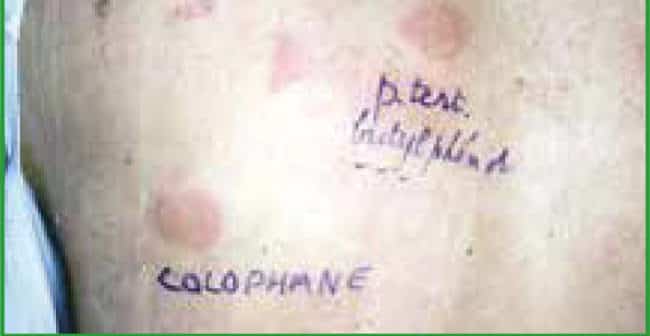 p. tert.
butylphénol
COLOPHANE